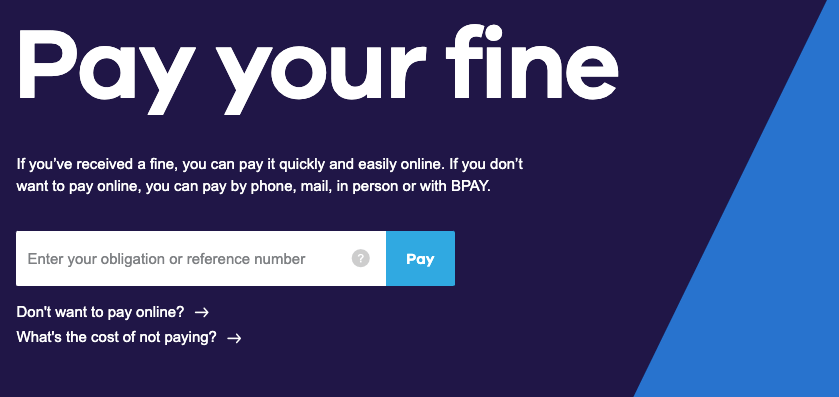 Pay your fine
If you’ve received a fine, you can pay it quickly and easily online. If you don’t
want to pay online, you can pay by phone, mail, in person or with BPAY.
Enter your obligation or reference number ?
Pay
Don't want to pay online? →
What's the cost of not paying? →